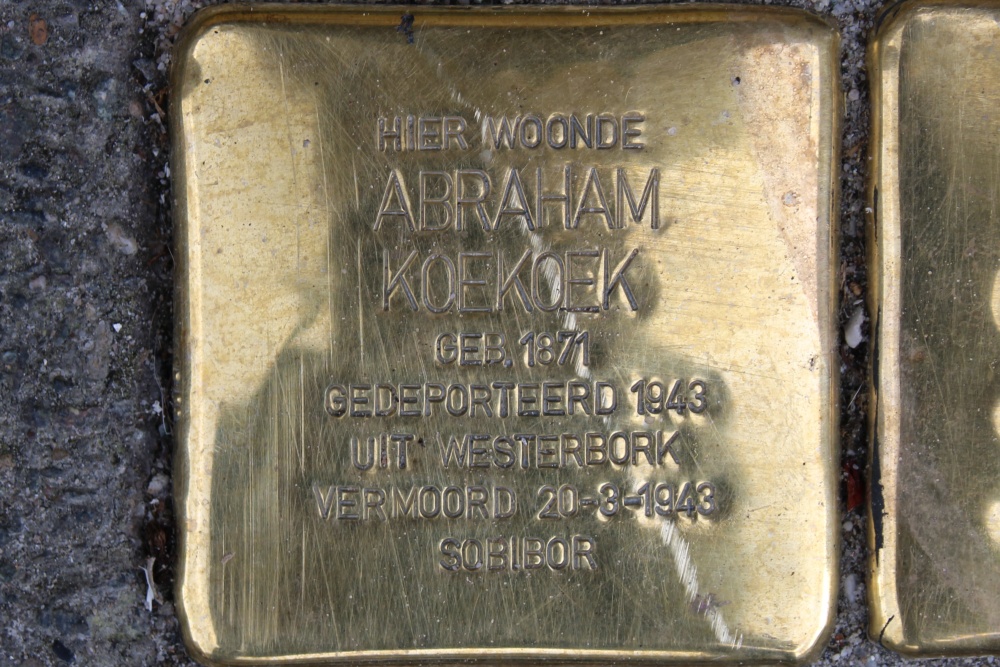 HIER WOONDE
ABRAHAM
KOEKOEK
GEB. 1871
GEDEPORTEERD 1943
UIT WESTERBORK
VERMOORD 20-3-1943
SOBIBOR